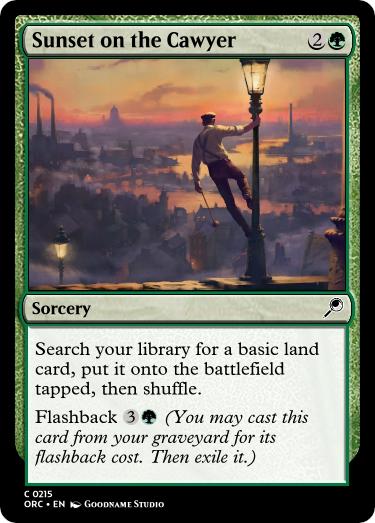 Sunset on the Cawyer 2
Sorcery
Search your library for a basic land
card, put it onto the battlefield
tapped, then shuffle.
Flashback 3 (You may cast this
card from your graveyard for its
flashback cost. Then exile it.)
C 0215
ORC • EN Goodname Studio